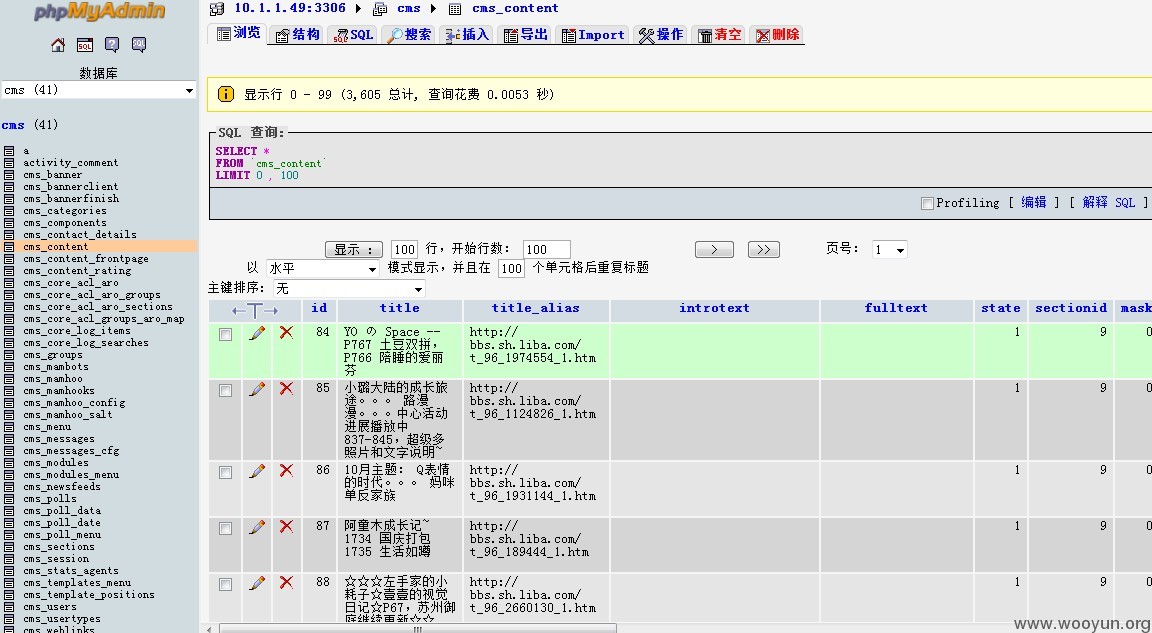 phpMyAdmin
数据库
cms (41)
cms (41)
a
activity_comment
cms_banner
cms_bannerclient
cms_bannerfinish
cms_categories
cms_components
cms_contact_details
cms_content
cms_content_frontpage
cms_content_rating
cms_core_acl_aro
cms_core_acl_aro_groups
cms_core_acl_aro_sections
cms_core_acl_groups_aro_map
cms_core_log_items
cms_core_log_searches
cms_groups
cms_mambots
cms_mamhoo
cms_mamhooks
cms_mamhoo_config
cms_mamhoo_salt
cms_menu
cms_messages
cms_messages_cfg
cms_modules
cms_modules_menu
cms_newsfeeds
cms_polls
cms_poll_data
cms_poll_date
cms_poll_menu
cms_sections
cms_session
cms_stats_agents
cms_templates_menu
cms_template_positions
cms_users
cms_usertypes
cms_weblinks
10.1.1.49:3306 cms cms_content
浏览 结构 SQL 搜索 插入 导出 Import 操作 清空 删除
显示行 0 - 99 (3,605 总计, 查询花费 0.0053 秒)
SQL 查询:
SELECT *
FROM `cms_content`
LIMIT 0 , 100
Profiling [ 编辑 ] [ 解释 SQL ]
显示 : 100 行, 开始行数: 100 > >> 页号: 1
以 水平 模式显示, 并且在 100 个单元格后重复标题
主键排序: 无
←T→ id title title_alias introtext fulltext state sectionid mask
84 YO の Space -- http:// 1 9 0
P767 土豆双拼, bbs.sh.liba.com/
P766 陪睡的爱丽 t_96_1974554_1.htm
芬
85 小璐大陆的成长旅 http:// 1 9 0
途。。。 路漫 bbs.sh.liba.com/
漫。。。中心活动 t_96_1124826_1.htm
进展播放中
837-845, 超级多
照片和文字说明~
86 10月主题: Q表情 http:// 1 9 0
的时代。。。 妈咪 bbs.sh.liba.com/
单反家族 t_96_1931144_1.htm
87 阿童木成长记~ http:// 1 9 0
1734 国庆打包 bbs.sh.liba.com/
1735 生活如噂 t_96_189444_1.htm
88 ☆☆☆左手家的小 http:// 1 9 0
耗子☆壹壹的视觉 bbs.sh.liba.com/
日记☆P67, 苏州御 t_96_2660130_1.htm
庭继续更新☆☆
www.wooyun.org